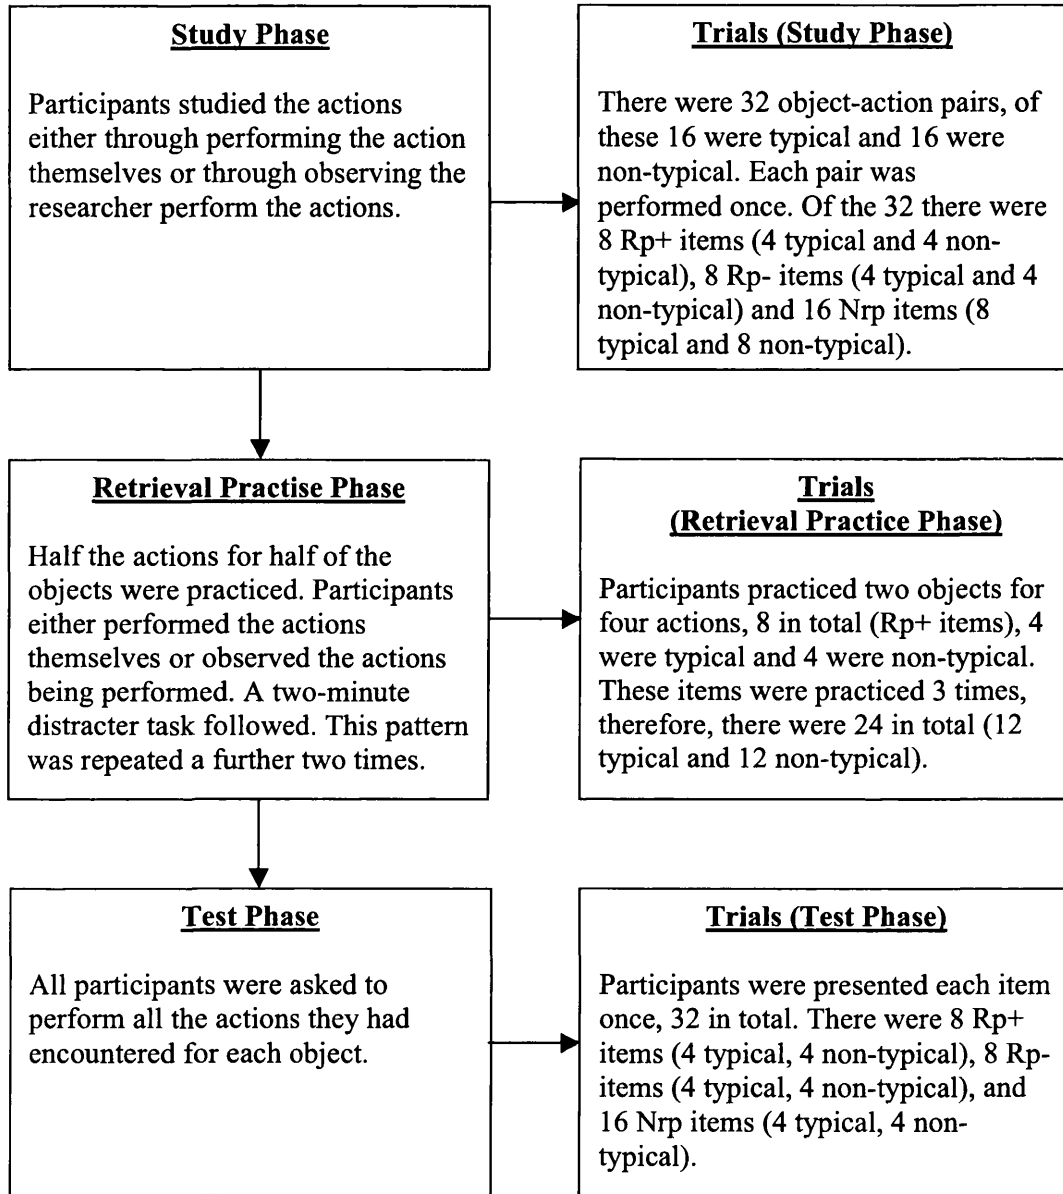 Study Phase
Participants studied the actions
either through performing the action
themselves or through observing the
researcher perform the actions.
Trials (Study Phase)
There were 32 object-action pairs, of
these 16 were typical and 16 were
non-typical. Each pair was
performed once. Of the 32 there were
8 Rp+ items (4 typical and 4 non-
typical), 8 Rp- items (4 typical and 4
non-typical) and 16 Nrp items (8
typical and 8 non-typical).
Retrieval Practise Phase
Half the actions for half of the
objects were practiced. Participants
either performed the actions
themselves or observed the actions
being performed. A two-minute
distracter task followed. This pattern
was repeated a further two times.
Trials
(Retrieval Practice Phase)
Participants practiced two objects for
four actions, 8 in total (Rp+ items), 4
were typical and 4 were non-typical.
These items were practiced 3 times,
therefore, there were 24 in total (12
typical and 12 non-typical).
Test Phase
All participants were asked to
perform all the actions they had
encountered for each object.
Trials (Test Phase)
Participants were presented each item
once, 32 in total. There were 8 Rp+
items (4 typical, 4 non-typical), 8 Rp-
items (4 typical, 4 non-typical), and
16 Nrp items (4 typical, 4 non-
typical).